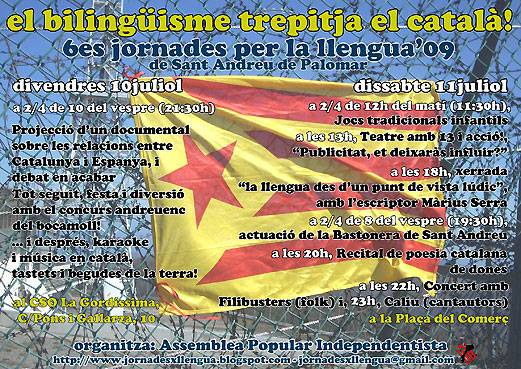 el bilingüisme trepitja el català!
6es jornades per la llengua'09
de Sant Andreu de Palomar
divendres 10juliol
a 2/4 de 10 del vespre (21:30h)
Projecció d'un documental
sobre les relacions entre
Catalunya i Espanya, i
debat en acabar
Tot seguit, festa i diversió
amb el concurs andreuenc
del bocamoll!
... i després, karaoke
i música en català,
tastets i begudes de la terra!
al CSO La Gordíssima,
C/Pons i Gallarza, 10
dissabte 11juliol
a 2/4 de 12h del matí (11:30h),
Jocs tradicionals infantils
a les 13h, Teatre amb 13 i acció!,
"Publicitat, et deixaràs influir?"
a les 18h, xerrada
"la llengua des d'un punt de vista lúdic",
amb l'escriptor Màrius Serra
a 2/4 de 8 del vespre (19:30h),
actuació de la Bastonera de Sant Andreu
a les 20h, Recital de poesia catalana
de dones
a les 22h, Concert amb
Filibusters (folk) i, 23h, Caliu (cantautors)
a la Plaça del Comerç
organitza: Assemblea Popular Independentista
http://www.jornadesxllengua.blogspot.com - jornadesxllengua@gmail.com